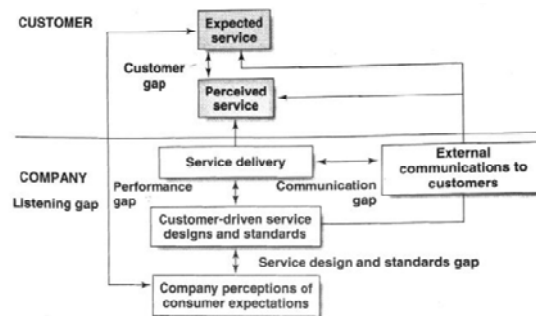 CUSTOMER
Expected
service
Customer
gap
Perceived
service
COMPANY
Listening gap
Service delivery
Performance
gap
Communication
gap
External
communications to
customers
Customer-driven service
designs and standards
Service design and standards gap
Company perceptions of
consumer expectations